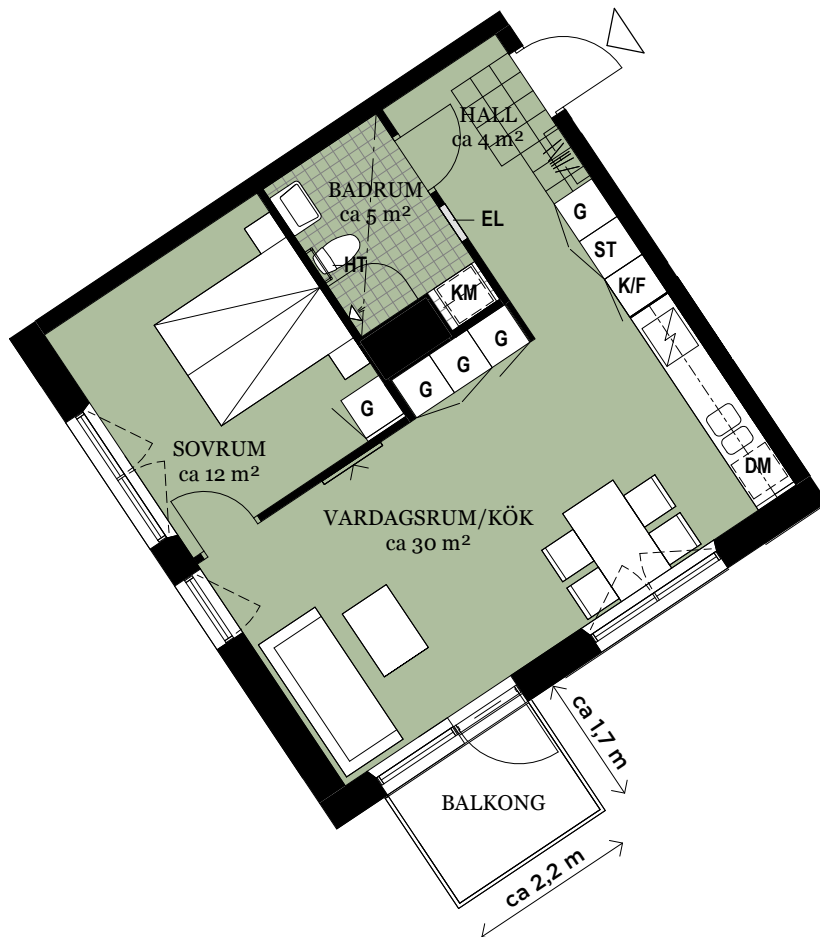 HALL
ca 4 m²
BADRUM
ca 5 m²
G
EL
ST
HT
K/F
KM
G
G
G
G
SOVRUM
ca 12 m²
DM
VARDAGSRUM/KÖK
ca 30 m²
ca 1,7 m
BALKONG
ca 2,2 m